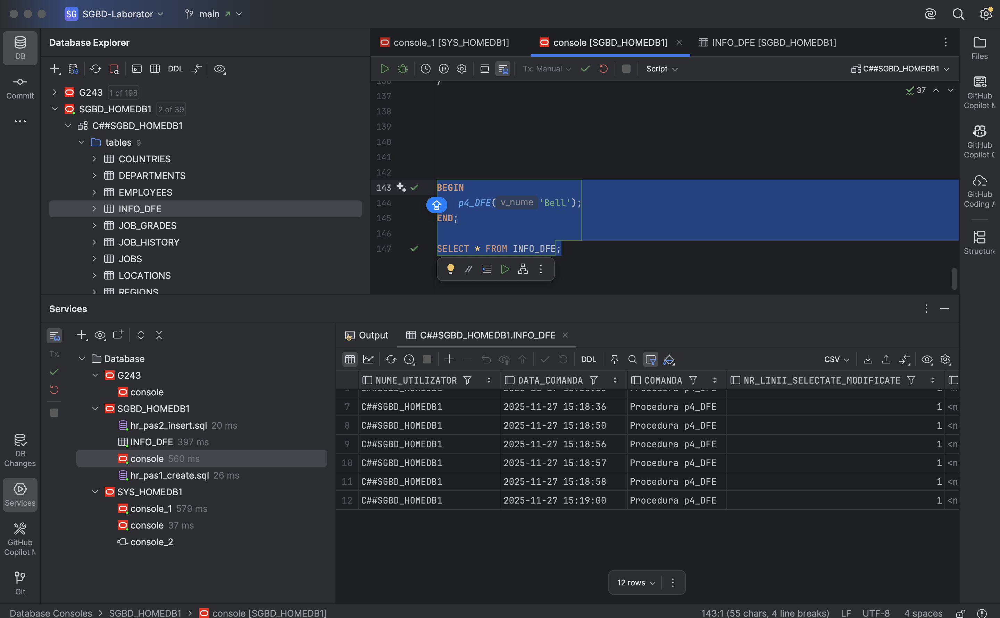 SG SGBD-Laborator main
DB
Commit
Database Explorer
DDL
G243 1 of 198
SGBD_HOMEDB1 2 of 39
C##SGBD_HOMEDB1
tables 9
COUNTRIES
DEPARTMENTS
EMPLOYEES
INFO_DFE
JOB_GRADES
JOB_HISTORY
JOBS
LOCATIONS
REGIONS
console_1 [SYS_HOMEDB1] console [SGBD_HOMEDB1] INFO_DFE [SGBD_HOMEDB1]
Tx: Manual Script C##SGBD_HOMEDB1
37
136 /
137
138
139
140
141
142
143 BEGIN
144 p4_DFE( v_nume 'Bell');
145 END;
146
147 SELECT * FROM INFO_DFE;
Files
GitHub
Copilot
GitHub
Copilot
GitHub
Coding
Structure
Services
Tx
Database
G243
console
SGBD_HOMEDB1
hr_pas2_insert.sql 20 ms
INFO_DFE 397 ms
console 560 ms
hr_pas1_create.sql 26 ms
SYS_HOMEDB1
console_1 579 ms
console 37 ms
console_2
Output C##SGBD_HOMEDB1.INFO_DFE
DDL CSV
NUME_UTILIZATOR DATA_COMANDA COMANDA NR_LINII_SELECTATE_MODIFICATE
7 C##SGBD_HOMEDB1 2025-11-27 15:18:36 Procedura p4_DFE 1
8 C##SGBD_HOMEDB1 2025-11-27 15:18:50 Procedura p4_DFE 1
9 C##SGBD_HOMEDB1 2025-11-27 15:18:56 Procedura p4_DFE 1
10 C##SGBD_HOMEDB1 2025-11-27 15:18:57 Procedura p4_DFE 1
11 C##SGBD_HOMEDB1 2025-11-27 15:18:58 Procedura p4_DFE 1
12 C##SGBD_HOMEDB1 2025-11-27 15:19:00 Procedura p4_DFE 1
12 rows
DB
Changes
Services
GitHub
Copilot
Git
Database Consoles > SGBD_HOMEDB1 > console [SGBD_HOMEDB1] 143:1 (55 chars, 4 line breaks) LF UTF-8 4 spaces